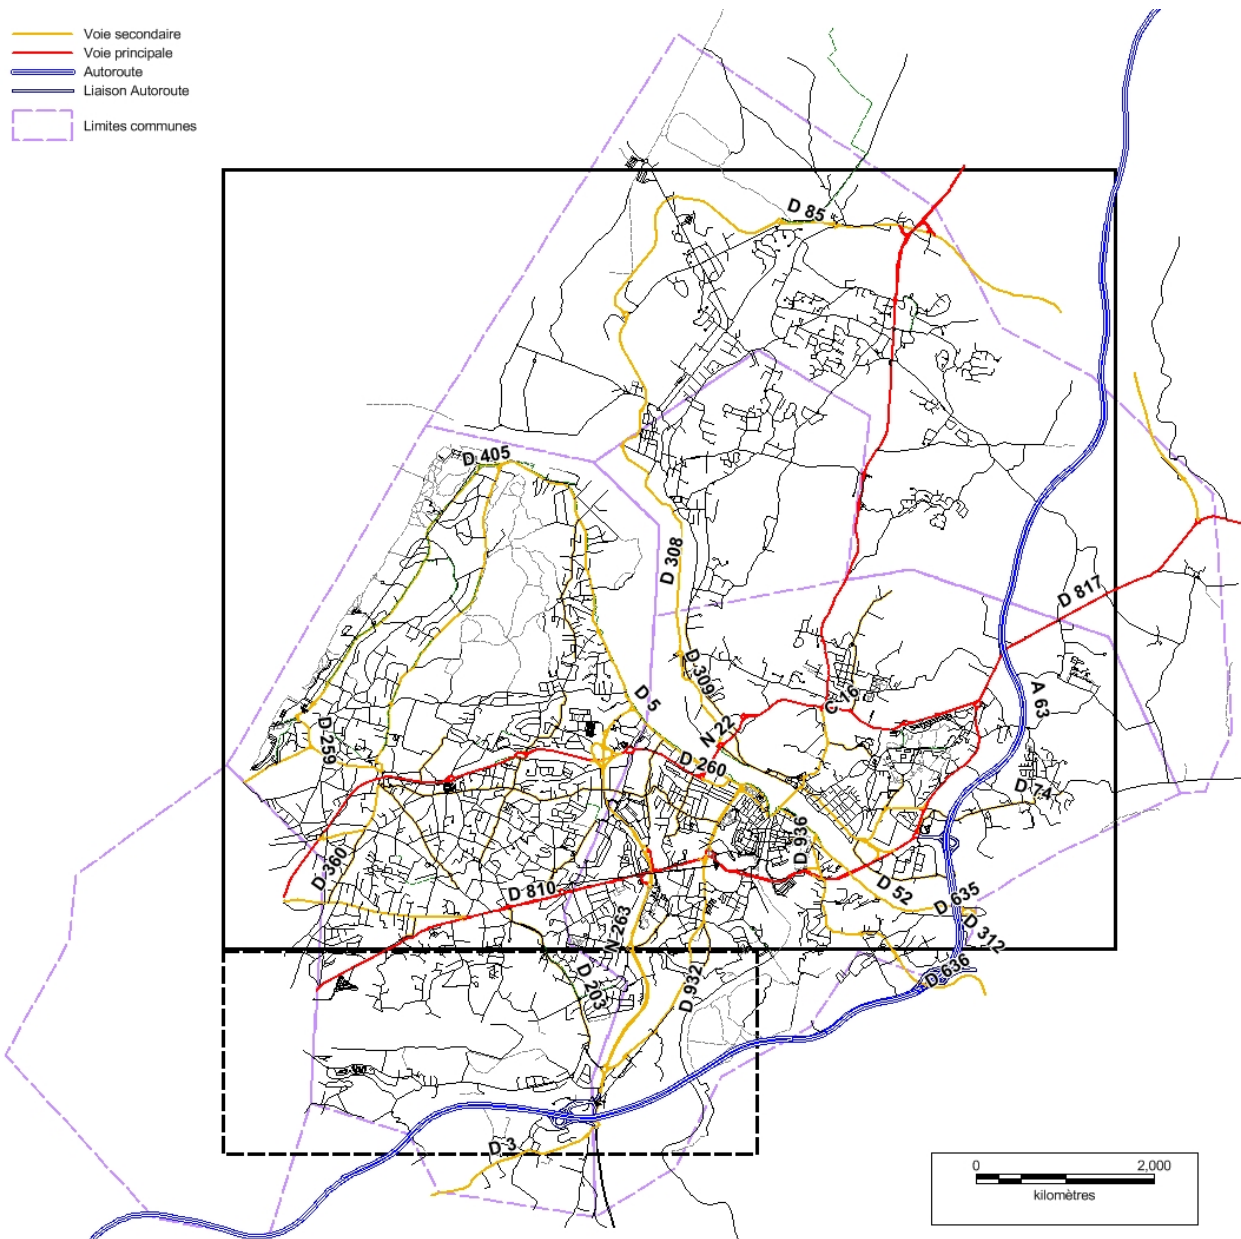 Voie secondaire
Voie principale
Autoroute
Liaison Autoroute
Limites communes
D 85
D 405
D 308
D 817
D 309
D 5
C 16
A 63
N 22
D 259
D 260
D 74
D 936
D 360
D 810
D 52
D 635
N 263
D 312
D 636
D 203
D 932
D 3
0 2,000
kilomètres